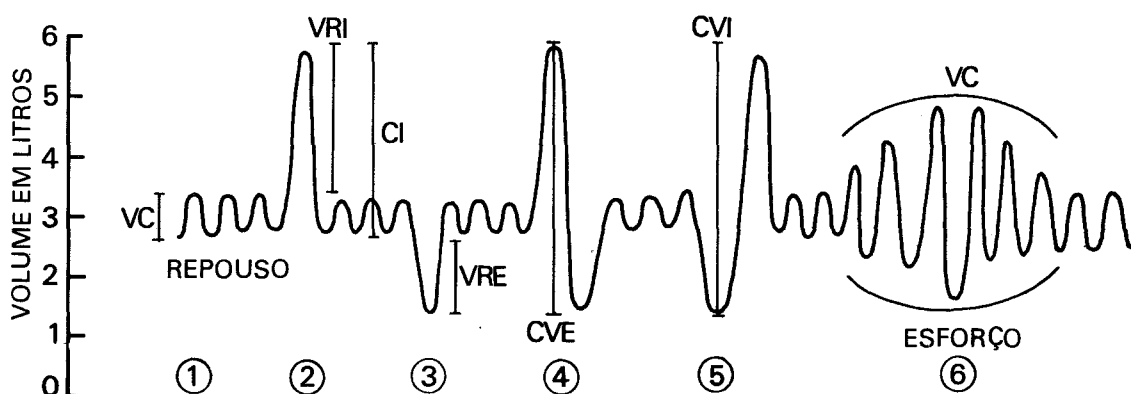 VOLUME EM LITROS
6
5
4
3
2
1
0
VC
REPOUSO
VRI
CI
VRE
CVE
CVI
VC
ESFORÇO
1 2 3 4 5 6